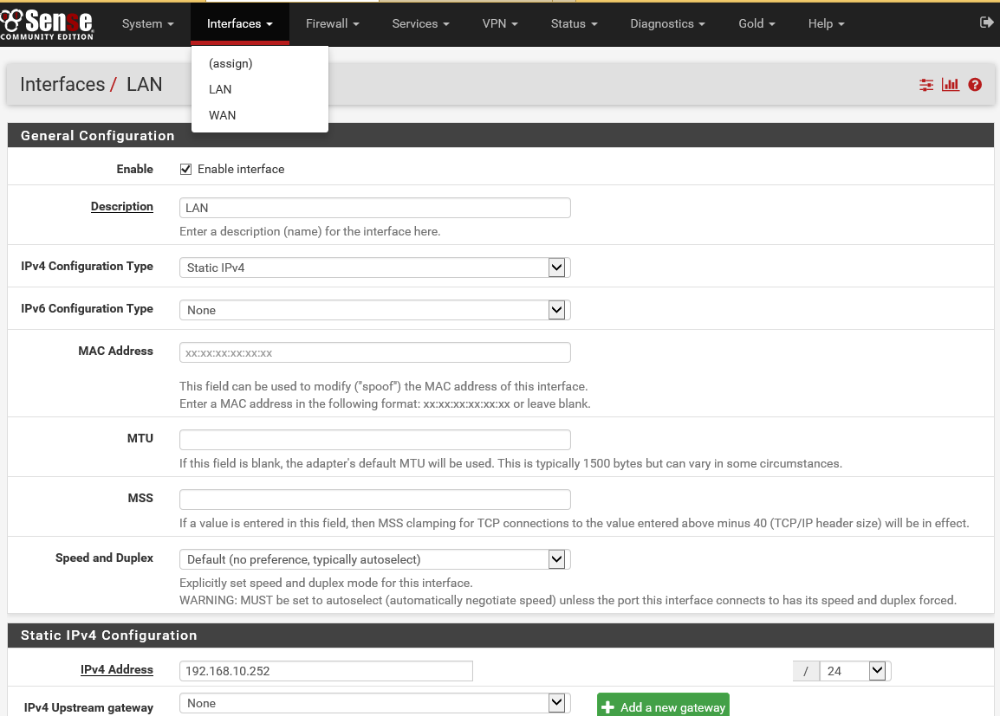 Sense
COMMUNITY EDITION
System
Interfaces
Firewall
Services
VPN
Status
Diagnostics
Gold
Help
(assign)
LAN
WAN
Interfaces / LAN
General Configuration
Enable
Enable interface
Description
LAN
Enter a description (name) for the interface here.
IPv4 Configuration Type
Static IPv4
IPv6 Configuration Type
None
MAC Address
xx:xx:xx:xx:xx:xx
This field can be used to modify ("spoof") the MAC address of this interface.
Enter a MAC address in the following format: xx:xx:xx:xx:xx:xx or leave blank.
MTU
If this field is blank, the adapter's default MTU will be used. This is typically 1500 bytes but can vary in some circumstances.
MSS
If a value is entered in this field, then MSS clamping for TCP connections to the value entered above minus 40 (TCP/IP header size) will be in effect.
Speed and Duplex
Default (no preference, typically autoselect)
Explicitly set speed and duplex mode for this interface.
WARNING: MUST be set to autoselect (automatically negotiate speed) unless the port this interface connects to has its speed and duplex forced.
Static IPv4 Configuration
IPv4 Address
192.168.10.252
/ 24
IPv4 Upstream gateway
None
Add a new gateway